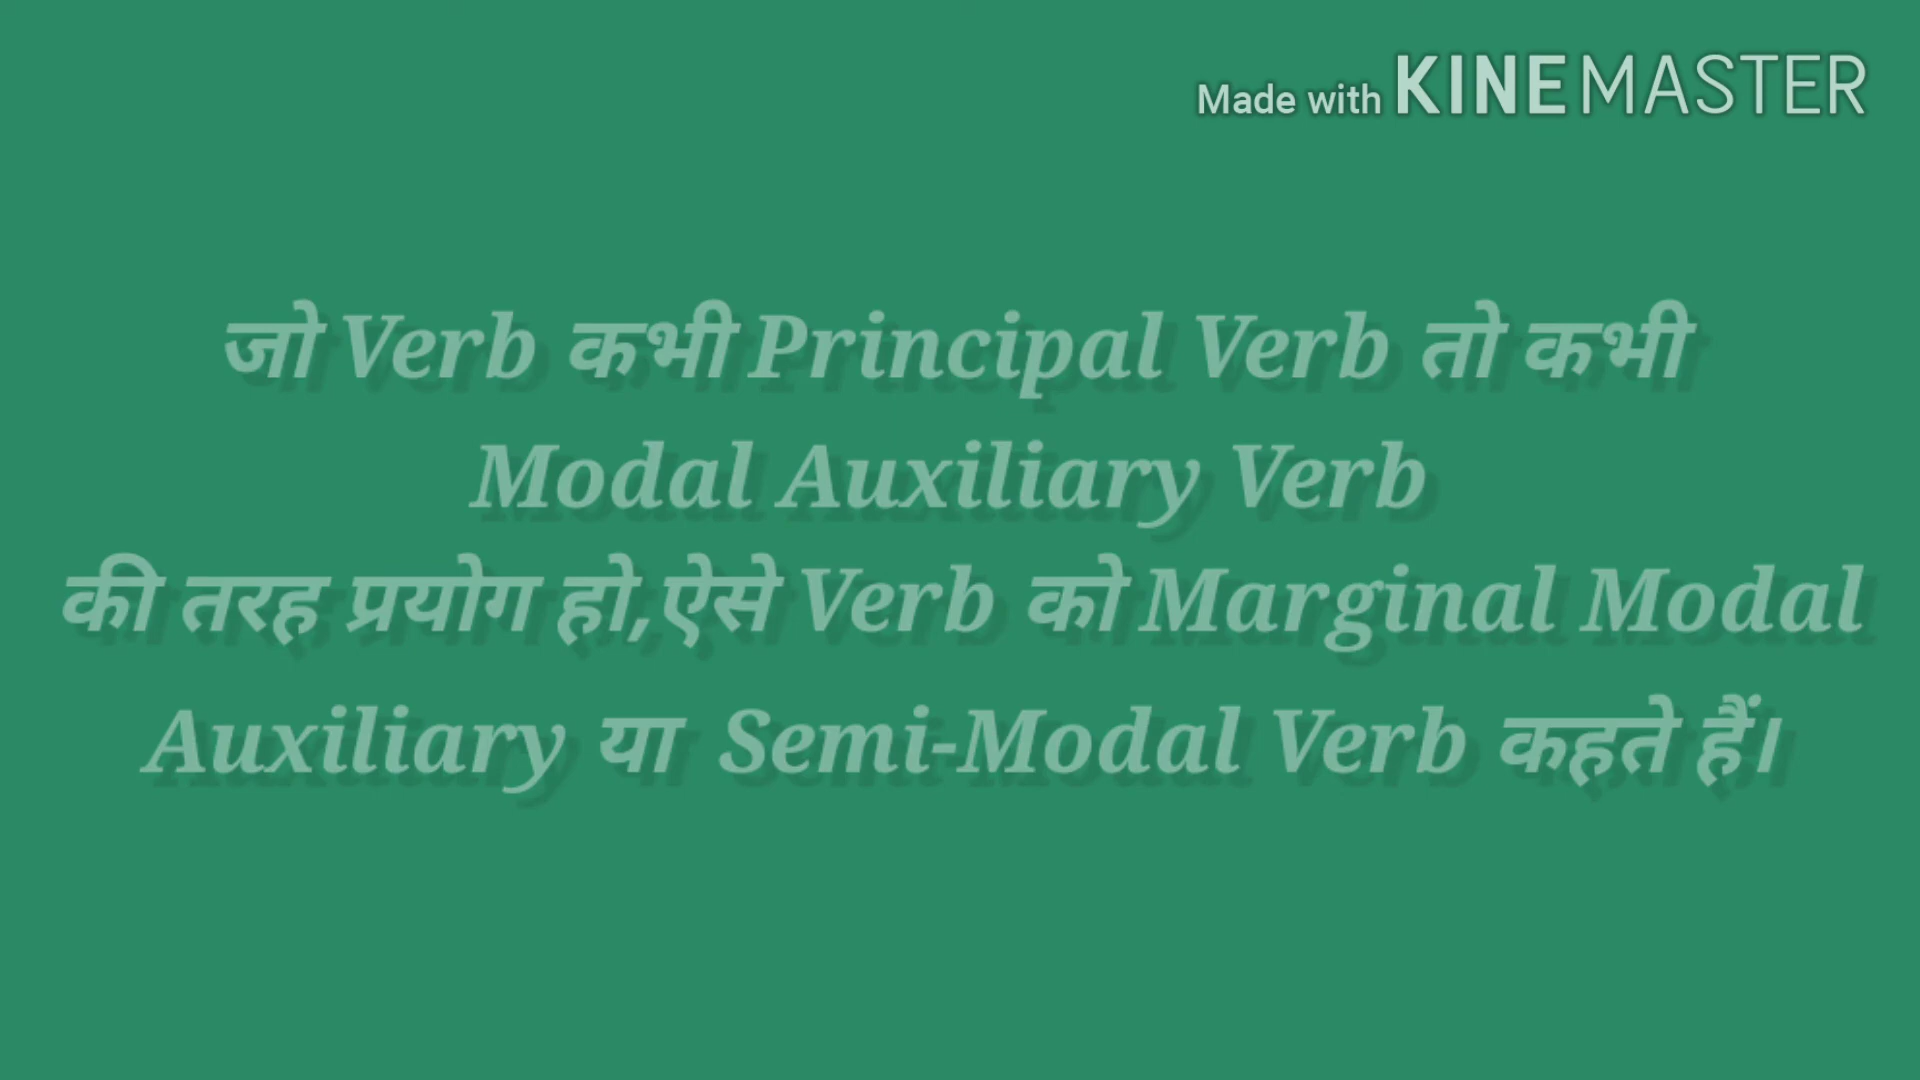 Made with KINEMASTER
जो Verb कभी Principal Verb तो कभी
Modal Auxiliary Verb
की तरह प्रयोग हो,ऐसे Verb को Marginal Modal
Auxiliary या Semi-Modal Verb कहते हैं।